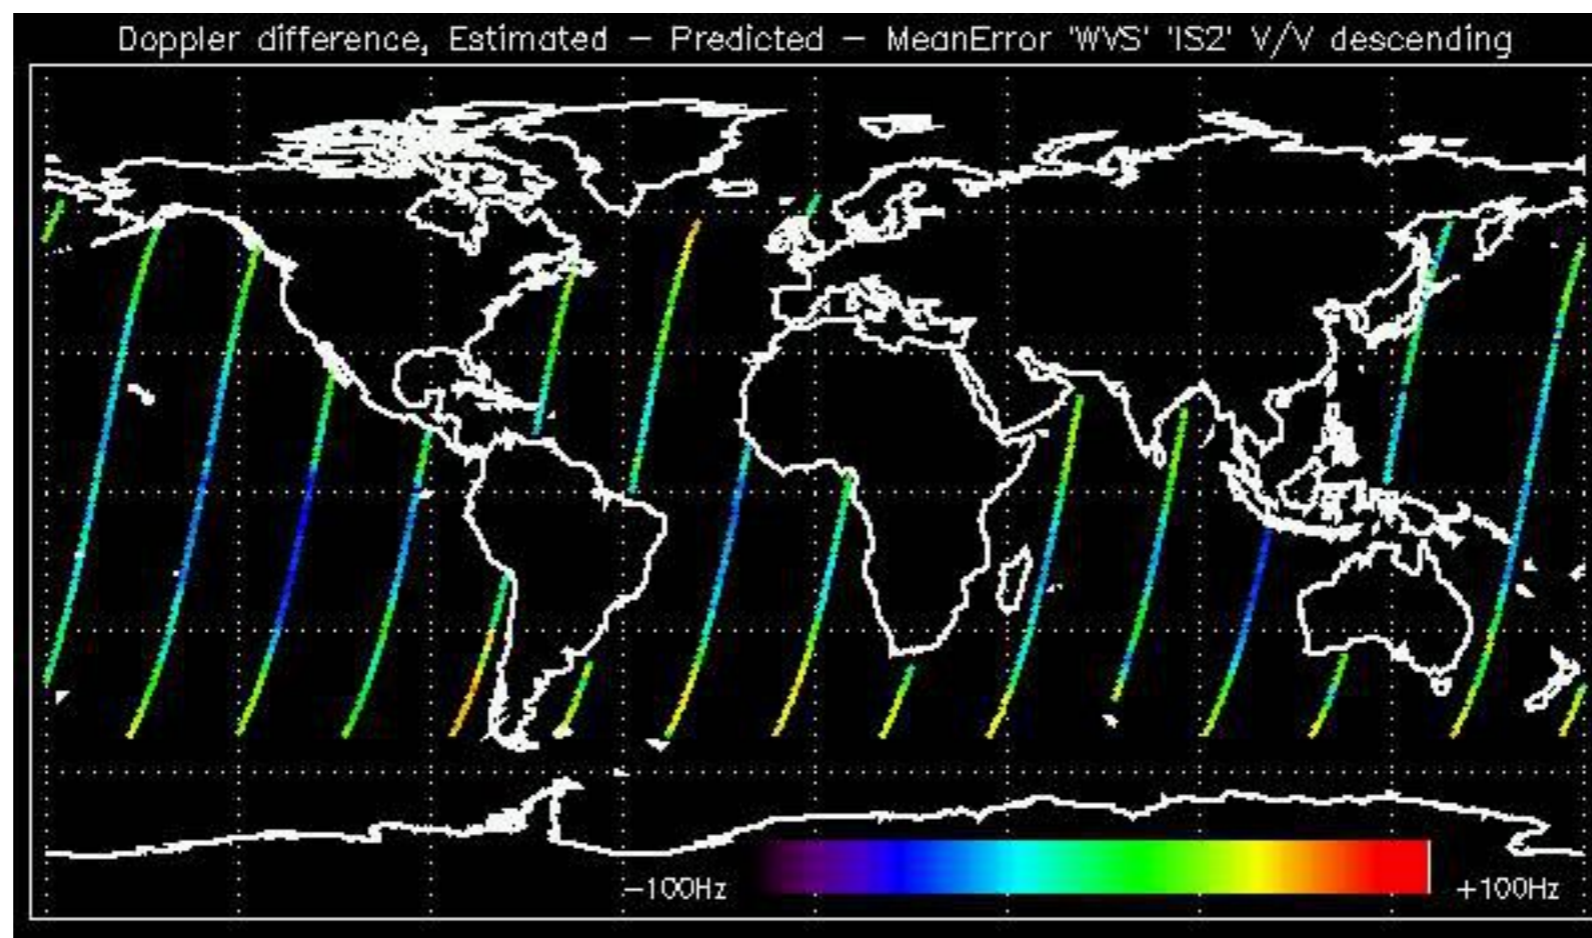 Doppler difference, Estimated – Predicted – MeanError 'WVS' 'IS2' V/V descending
–100Hz
+100Hz